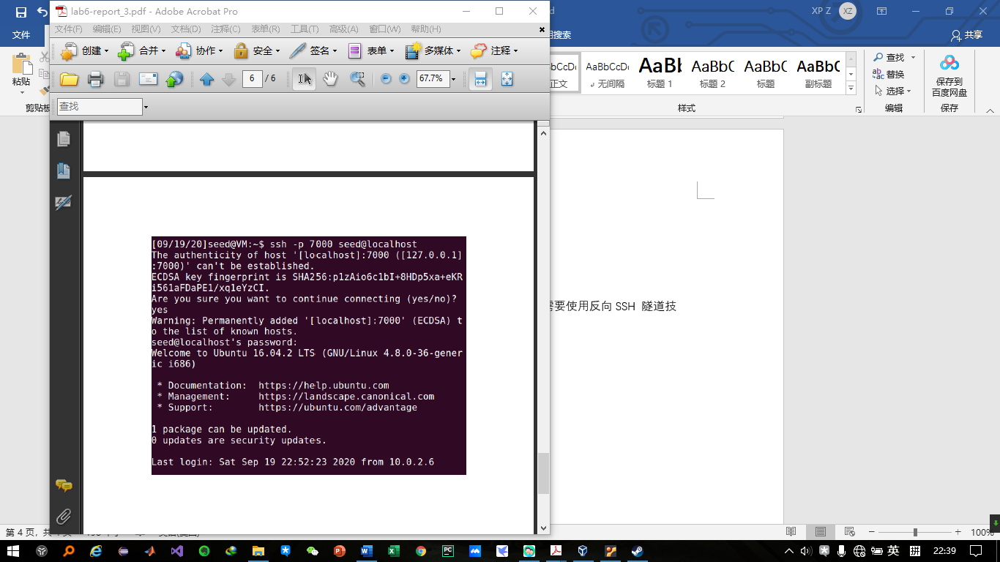 lab6-report_3.pdf - Adobe Acrobat Pro
XP Z
XZ
文件(F) 编辑(E) 视图(V) 文档(D) 注释(C) 表单(R) 工具(T) 高级(A) 窗口(W) 帮助(H)
文件
搜索
共享
创建 合并 协作 安全 签名 表单 多媒体 注释
粘贴
6 / 6
67.7%
查找
剪贴板
AaBbCcDc
正文
AaBbCcDc
无间隔
AaBb
标题 1
AaBbC
标题 2
AaBbC
标题
AaBbC
副标题
样式
查找
替换
选择
编辑
保存到
百度网盘
保存
[09/19/20]seed@VM:~$ ssh -p 7000 seed@localhost
The authenticity of host '[localhost]:7000 ([127.0.0.1]
:7000)' can't be established.
ECDSA key fingerprint is SHA256:p1zAio6c1bI+8HDp5xa+eKR
i561aFDaPE1/xq1eYzCI.
Are you sure you want to continue connecting (yes/no)?
yes
Warning: Permanently added '[localhost]:7000' (ECDSA) t
o the list of known hosts.
seed@localhost's password:
Welcome to Ubuntu 16.04.2 LTS (GNU/Linux 4.8.0-36-gener
ic i686)
* Documentation: https://help.ubuntu.com
* Management: https://landscape.canonical.com
* Support: https://ubuntu.com/advantage
1 package can be updated.
0 updates are security updates.
Last login: Sat Sep 19 22:52:23 2020 from 10.0.2.6
需要使用反向 SSH 隧道技
第 4 页，共
100%
英
拼
22:39